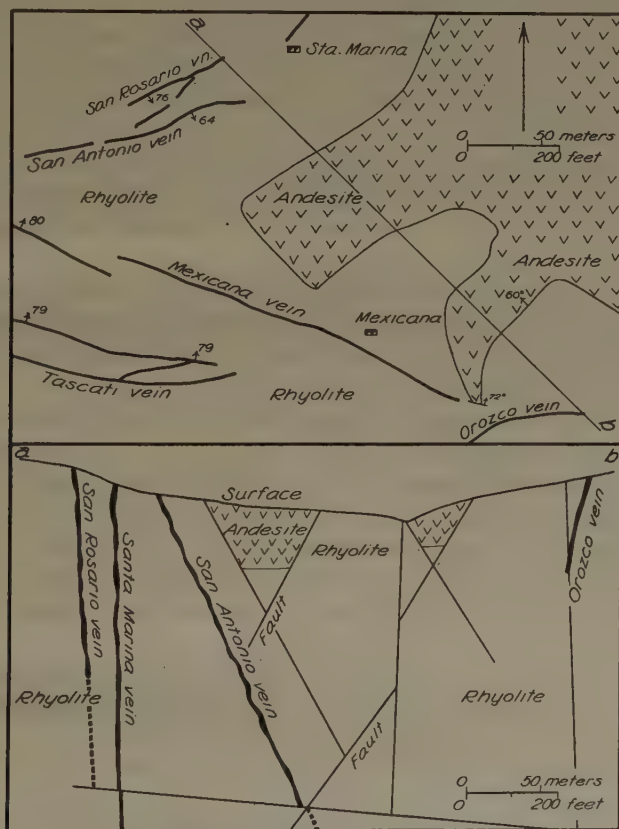 a
Sta. Marina
San Rosario vn.
76
San Antonio vein
64
0 50 meters
0 200 feet
Rhyolite
Andesite
80
Mexicana vein
Andesite
60°
Mexicana
79
79
Tascati vein
Rhyolite
72°
Orozco vein
b
a
b
Surface
Andesite
Rhyolite
San Rosario vein
Santa Marina vein
San Antonio vein
Fault
Orozco vein
Rhyolite
Rhyolite
Fault
0 50 meters
0 200 feet